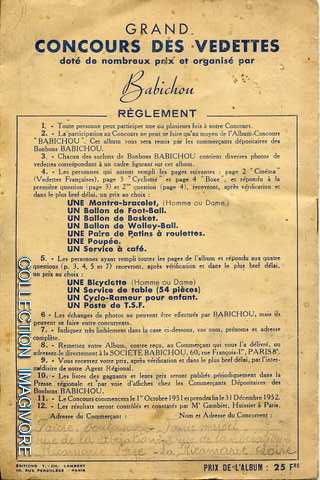 GRAND
CONCOURS DES VEDETTES
doté de nombreux prix et organisé par
Babichou
RÈGLEMENT
1. - Toute personne peut participer une ou plusieurs fois à notre Concours.
2. - La participation au Concours ne peut se faire qu'au moyen de l'Album-Concours
"BABICHOU". Cet album vous sera remis par les commerçants dépositaires des
Bonbons BABICHOU.
3. - Chacun des sachets de bonbons BABICHOU contient diverses photos de
vedettes correspondant à un cadre figurant sur cet album.
4. - Les personnes qui auront rempli les pages suivantes : page 2 "Cinéma"
(Vedettes Françaises), page 3 "Cyclisme" et page 4 "Boxe", et répondu à la
première question (page 3) et 2me question (page 4), recevront, après vérification et
dans le plus bref délai, un prix au choix :
UNE Montre-bracelet, (Homme ou Dame)
UN Ballon de Foot-Ball.
UN Ballon de Basket.
UN Ballon de Wolley-Ball.
UNE Paire de Patins à roulettes.
UNE Poupée.
UN Service à café.
5. - Les personnes ayant rempli toutes les pages de l'album et répondu aux quatre
questions (p. 3, 4, 5 et 7) recevront, après vérification et dans le plus bref délai,
un prix au choix :
UNE Bicyclette (Homme ou Dame)
UN Service de table (54 pièces)
UN Cyclo-Rameur pour enfant.
UN Poste de T.S.F.
6. - Les échanges de photos ne peuvent être effectués par BABICHOU, mais ils
peuvent se faire entre concurrents.
7. - Indiquez très lisiblement dans la case ci-dessous, vos nom, prénoms et adresse
complète.
8. - Remettez votre Album, contre reçu, au Commerçant qui vous l'a délivré, ou
adressez-le directement à la SOCIÉTÉ BABICHOU, 60, rue François-1er, PARIS-8e.
9. - Vous recevrez votre prix, après vérification et dans le plus bref délai, par l'inter-
médiaire de notre Agent Régional.
10. - Les listes des gagnants et leurs prix seront publiés périodiquement dans la
Presse régionale et par voie d'affiches chez les Commerçants Dépositaires des
Bonbons BABICHOU.
11. - Le Concours commencera le 1er Octobre 1951 et prendra fin le 31 Décembre 1952.
12. - Les résultats seront contrôlés et constatés par Me Gambier, Huissier à Paris.
Adresse du Commerçant : Nom et Adresse du Concurrent :
ÉDITIONS
PARIS
PRIX DE L'ALBUM : 25 Frs
COLLECTION IMAGIVORE